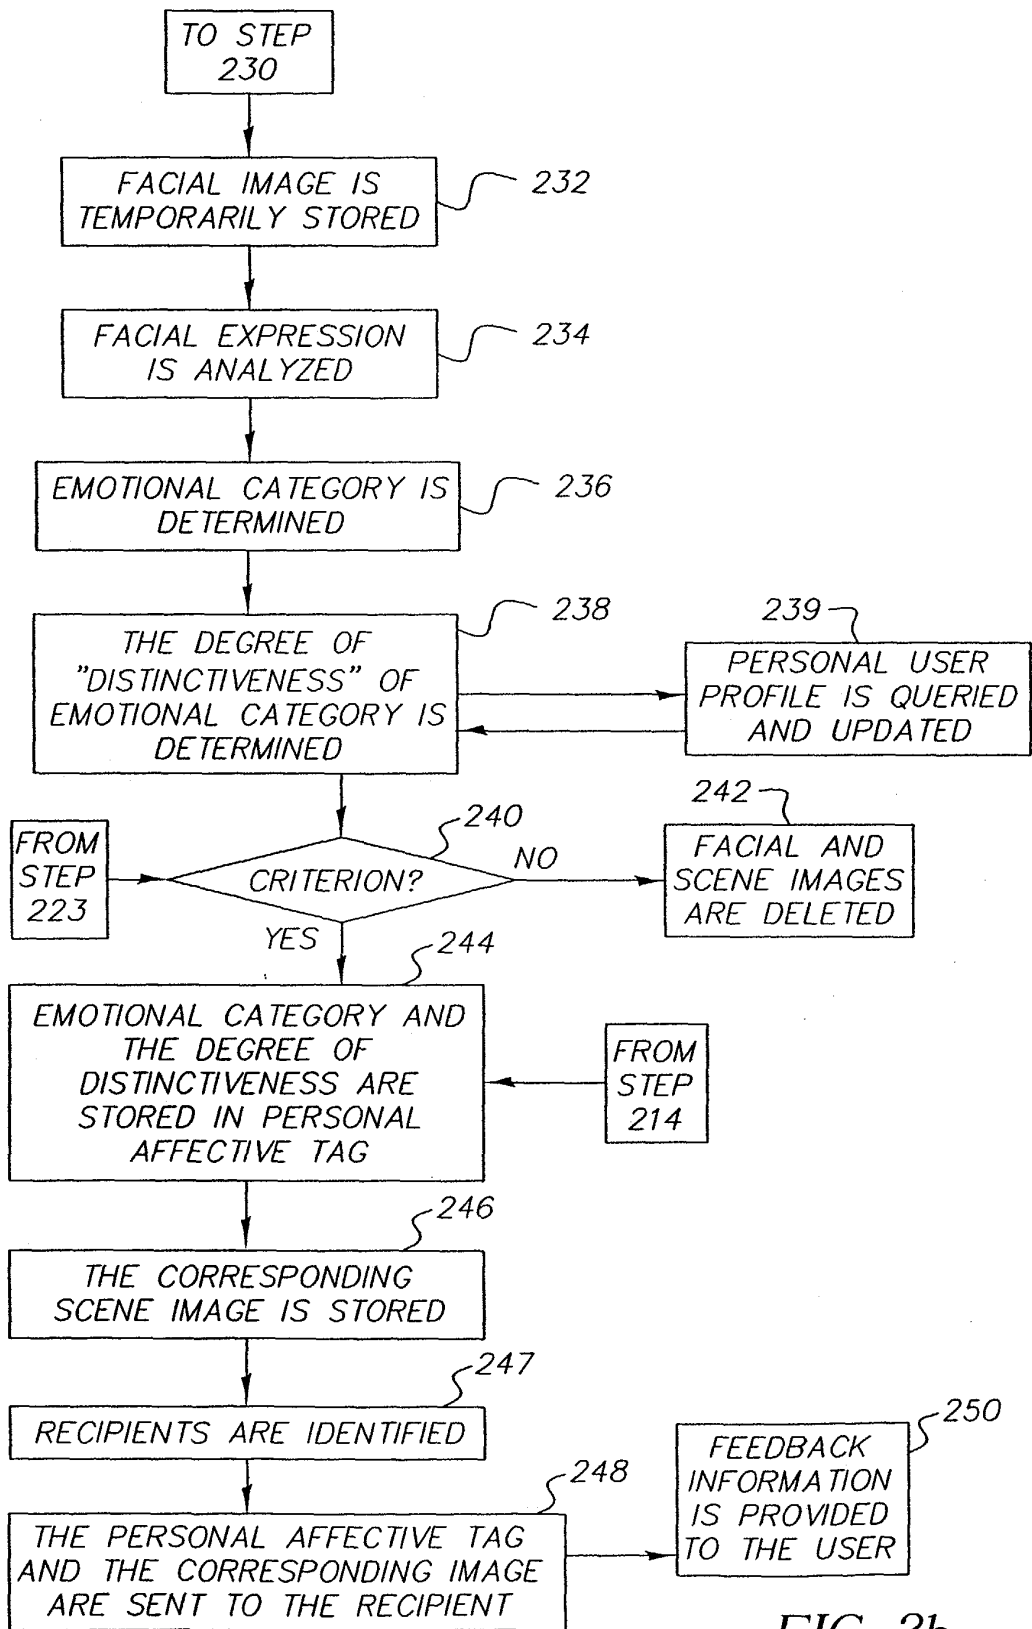 TO STEP
230
FACIAL IMAGE IS
TEMPORARILY STORED
232
FACIAL EXPRESSION
IS ANALYZED
234
EMOTIONAL CATEGORY IS
DETERMINED
236
THE DEGREE OF
"DISTINCTIVENESS" OF
EMOTIONAL CATEGORY IS
DETERMINED
238
239
PERSONAL USER
PROFILE IS QUERIED
AND UPDATED
FROM
STEP
223
CRITERION?
240
NO
242
FACIAL AND
SCENE IMAGES
ARE DELETED
YES
244
EMOTIONAL CATEGORY AND
THE DEGREE OF
DISTINCTIVENESS ARE
STORED IN PERSONAL
AFFECTIVE TAG
FROM
STEP
214
246
THE CORRESPONDING
SCENE IMAGE IS STORED
247
RECIPIENTS ARE IDENTIFIED
248
THE PERSONAL AFFECTIVE TAG
AND THE CORRESPONDING IMAGE
ARE SENT TO THE RECIPIENT
250
FEEDBACK
INFORMATION
IS PROVIDED
TO THE USER